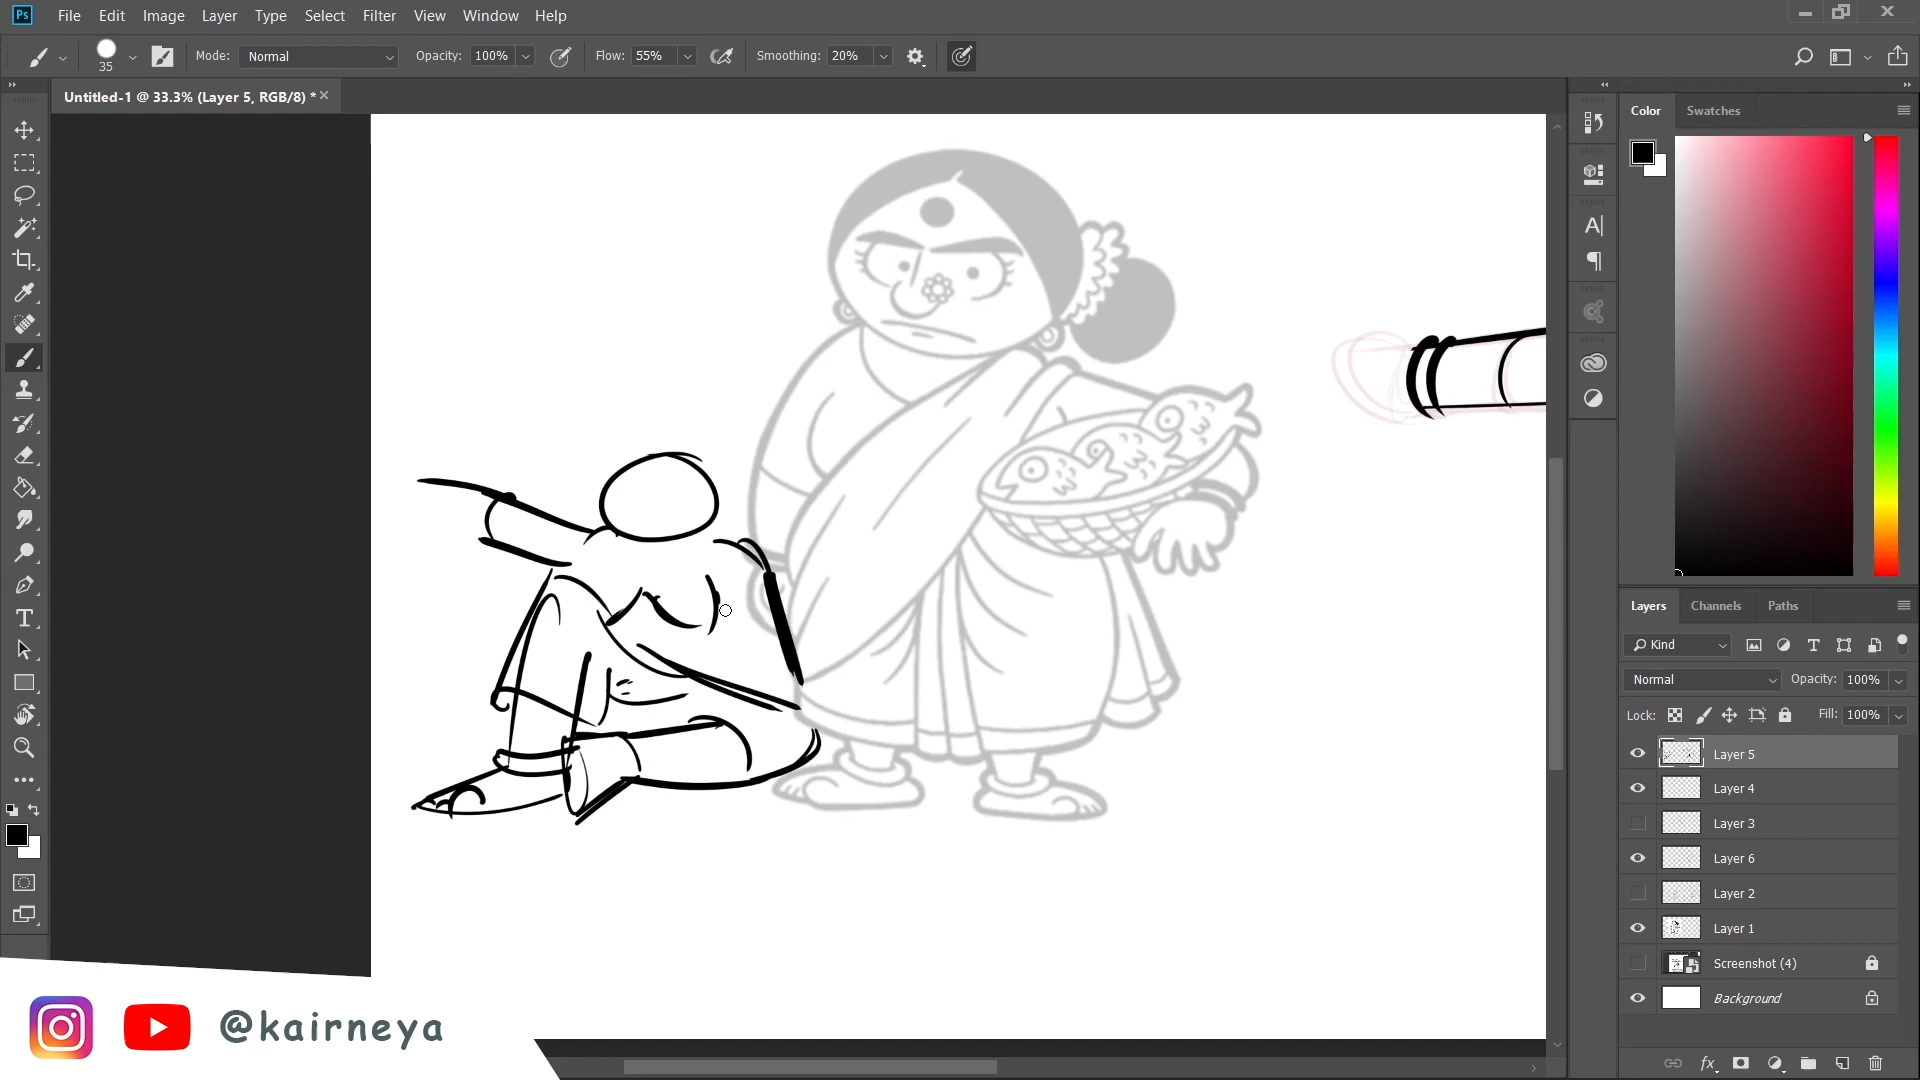 Ps File Edit Image Layer Type Select Filter View Window Help
35 Mode: Normal Opacity: 100% Flow: 55% Smoothing: 20%
Untitled-1 @ 33.3% (Layer 5, RGB/8) *
Color Swatches
Layers Channels Paths
Kind
Normal Opacity: 100%
Lock: Fill: 100%
Layer 5
Layer 4
Layer 3
Layer 6
Layer 2
Layer 1
Screenshot (4)
Background
fx
@kairneya